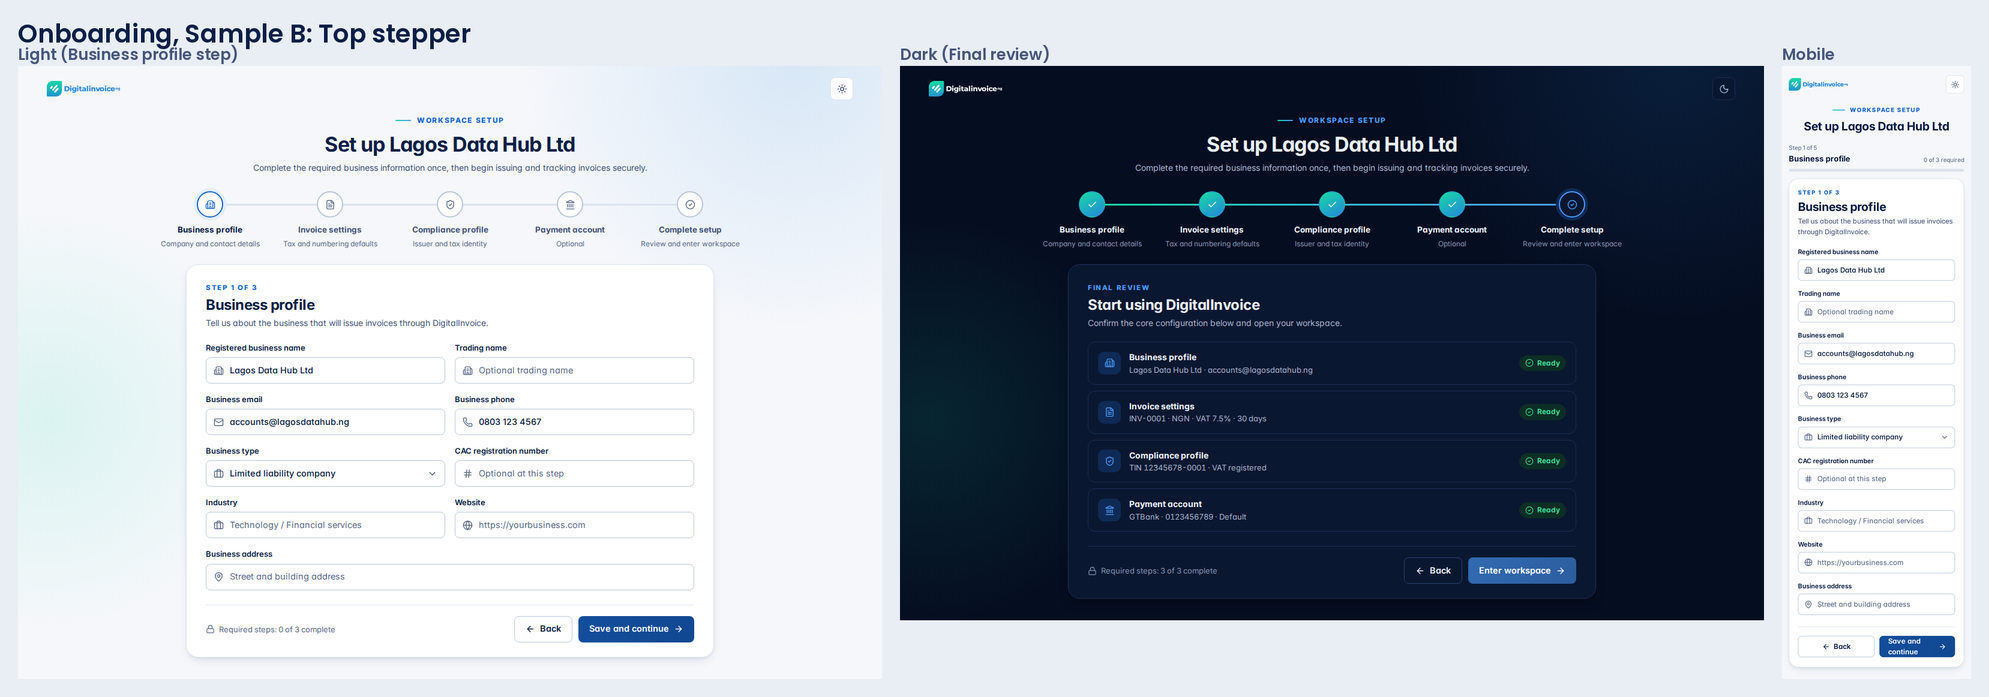 Onboarding, Sample B: Top stepper
Light (Business profile step)
DigitalInvoice
WORKSPACE SETUP
Set up Lagos Data Hub Ltd
Complete the required business information once, then begin issuing and tracking invoices securely.
Business profile
Company and contact details
Invoice settings
Tax and numbering defaults
Compliance profile
Issuer and tax identity
Payment account
Optional
Complete setup
Review and enter workspace
STEP 1 OF 3
Business profile
Tell us about the business that will issue invoices through DigitalInvoice.
Registered business name
Lagos Data Hub Ltd
Trading name
Optional trading name
Business email
accounts@lagosdatahub.ng
Business phone
0803 123 4567
Business type
Limited liability company
CAC registration number
Optional at this step
Industry
Technology / Financial services
Website
https://yourbusiness.com
Business address
Street and building address
Required steps: 0 of 3 complete
Back
Save and continue
Dark (Final review)
DigitalInvoice
WORKSPACE SETUP
Set up Lagos Data Hub Ltd
Complete the required business information once, then begin issuing and tracking invoices securely.
Business profile
Company and contact details
Invoice settings
Tax and numbering defaults
Compliance profile
Issuer and tax identity
Payment account
Optional
Complete setup
Review and enter workspace
FINAL REVIEW
Start using DigitalInvoice
Confirm the core configuration below and open your workspace.
Business profile
Lagos Data Hub Ltd · accounts@lagosdatahub.ng
Ready
Invoice settings
INV-0001 · NGN · VAT 7.5% · 30 days
Ready
Compliance profile
TIN 12345678-0001 · VAT registered
Ready
Payment account
GTBank · 0123456789 · Default
Ready
Required steps: 3 of 3 complete
Back
Enter workspace
Mobile
DigitalInvoice
WORKSPACE SETUP
Set up Lagos Data Hub Ltd
Step 1 of 5
Business profile
0 of 3 required
STEP 1 OF 3
Business profile
Tell us about the business that will issue invoices
through DigitalInvoice.
Registered business name
Lagos Data Hub Ltd
Trading name
Optional trading name
Business email
accounts@lagosdatahub.ng
Business phone
0803 123 4567
Business type
Limited liability company
CAC registration number
Optional at this step
Industry
Technology / Financial services
Website
https://yourbusiness.com
Business address
Street and building address
Back
Save and
continue